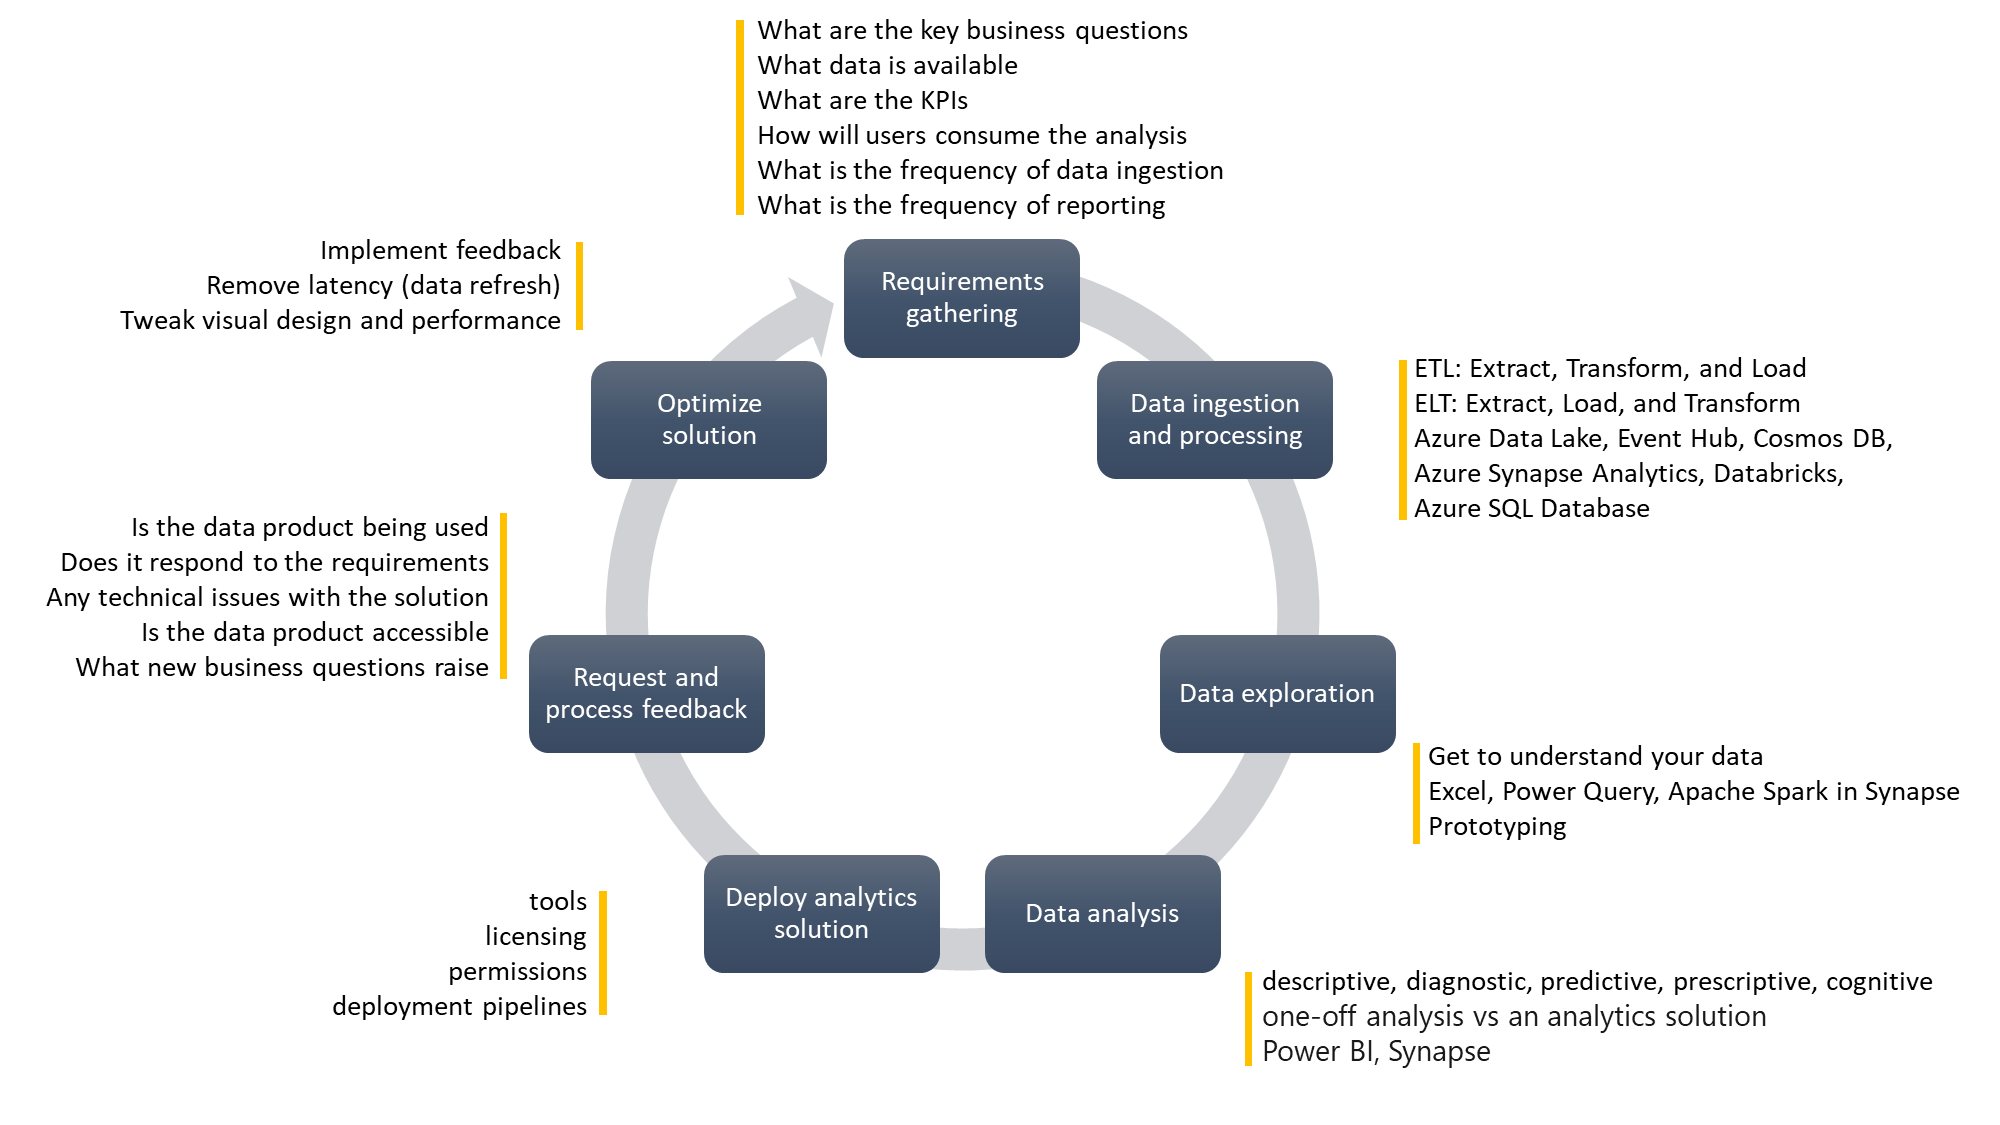 What are the key business questions
What data is available
What are the KPIs
How will users consume the analysis
What is the frequency of data ingestion
What is the frequency of reporting
Requirements
gathering
ETL: Extract, Transform, and Load
ELT: Extract, Load, and Transform
Azure Data Lake, Event Hub, Cosmos DB,
Azure Synapse Analytics, Databricks,
Azure SQL Database
Data ingestion
and processing
Data exploration
Get to understand your data
Excel, Power Query, Apache Spark in Synapse
Prototyping
Data analysis
descriptive, diagnostic, predictive, prescriptive, cognitive
one-off analysis vs an analytics solution
Power BI, Synapse
Deploy analytics
solution
tools
licensing
permissions
deployment pipelines
Request and
process feedback
Is the data product being used
Does it respond to the requirements
Any technical issues with the solution
Is the data product accessible
What new business questions raise
Optimize
solution
Implement feedback
Remove latency (data refresh)
Tweak visual design and performance